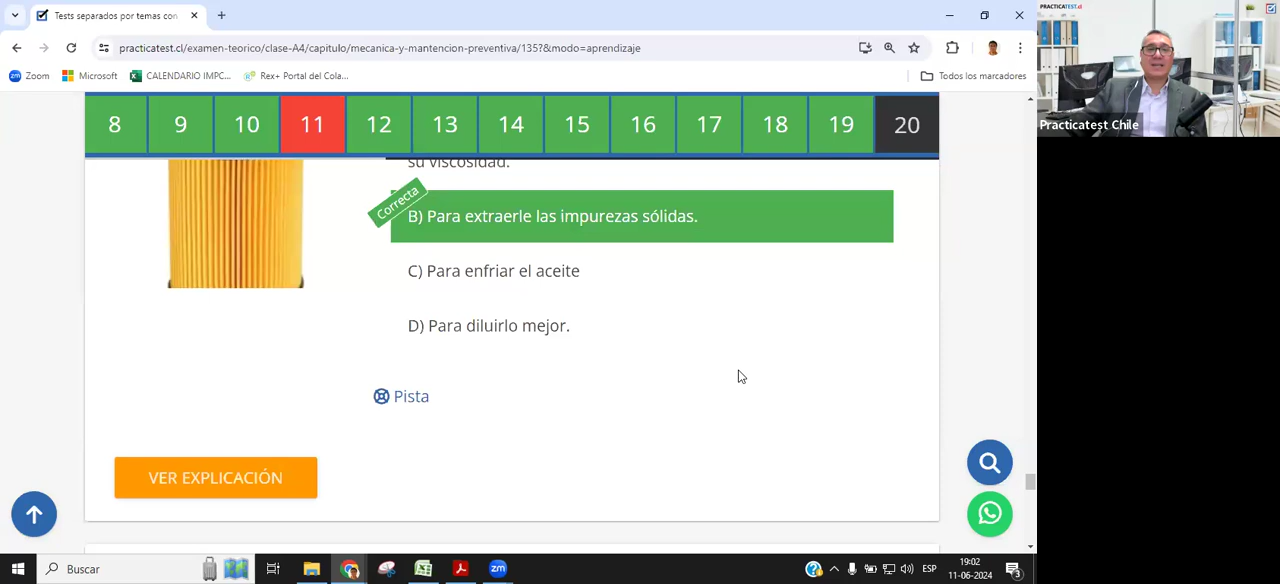 Tests separados por temas con
practicatest.cl/examen-teorico/clase-A4/capitulo/mecanica-y-mantencion-preventiva/135?&modo=aprendizaje
Zoom
Microsoft
CALENDARIO IMPC...
Rex+ Portal del Cola...
Todos los marcadores
PRACTICATEST.cl
Practicatest Chile
8 9 10 11 12 13 14 15 16 17 18 19 20
su viscosidad.
Correcta
B) Para extraerle las impurezas sólidas.
C) Para enfriar el aceite
D) Para diluirlo mejor.
Pista
VER EXPLICACIÓN
Buscar
zm
ESP
19:02
11-06-2024
3